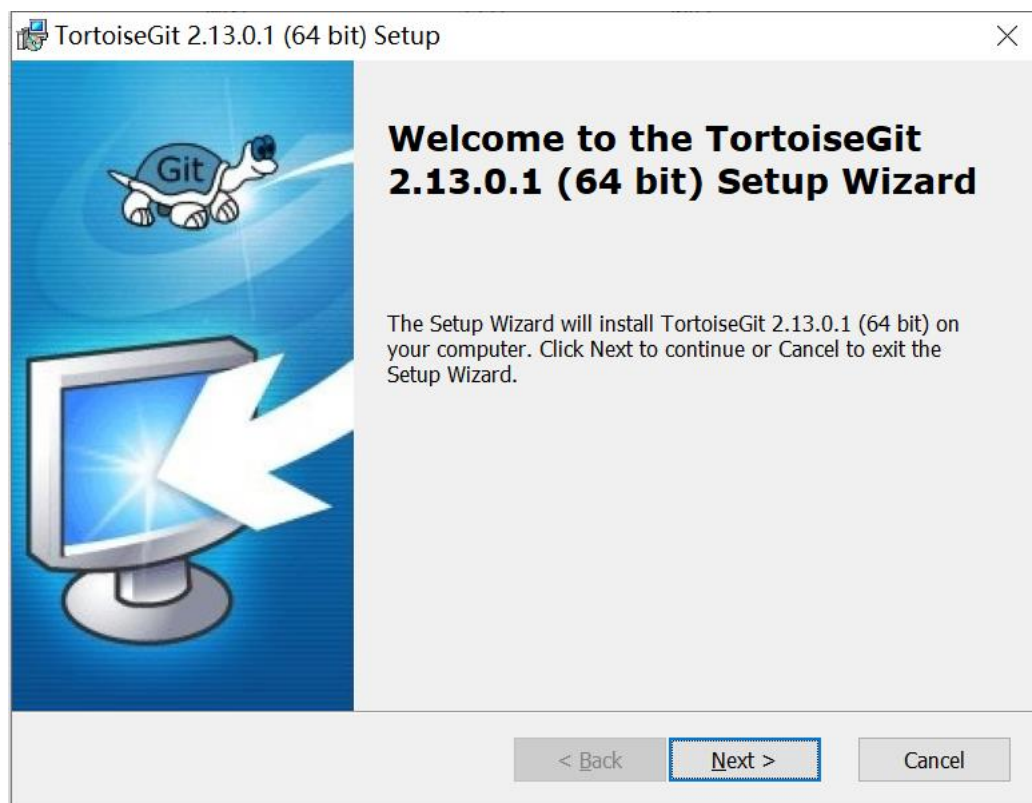 TortoiseGit 2.13.0.1 (64 bit) Setup
Git
Welcome to the TortoiseGit
2.13.0.1 (64 bit) Setup Wizard
The Setup Wizard will install TortoiseGit 2.13.0.1 (64 bit) on
your computer. Click Next to continue or Cancel to exit the
Setup Wizard.
< Back Next > Cancel